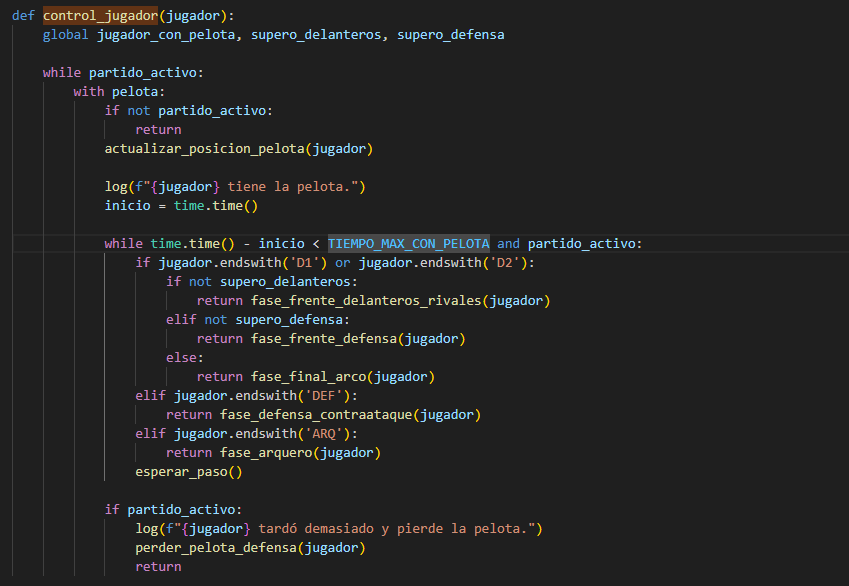 def control_jugador(jugador):
    global jugador_con_pelota, supero_delanteros, supero_defensa
    while partido_activo:
        with pelota:
            if not partido_activo:
                return
            actualizar_posicion_pelota(jugador)
            log(f"{jugador} tiene la pelota.")
            inicio = time.time()
            while time.time() - inicio < TIEMPO_MAX_CON_PELOTA and partido_activo:
                if jugador.endswith('D1') or jugador.endswith('D2'):
                    if not supero_delanteros:
                        return fase_frente_delanteros_rivales(jugador)
                    elif not supero_defensa:
                        return fase_frente_defensa(jugador)
                    else:
                        return fase_final_arco(jugador)
                elif jugador.endswith('DEF'):
                    return fase_defensa_contraataque(jugador)
                elif jugador.endswith('ARQ'):
                    return fase_arquero(jugador)
                esperar_paso()
            if partido_activo:
                log(f"{jugador} tardó demasiado y pierde la pelota.")
                perder_pelota_defensa(jugador)
                return